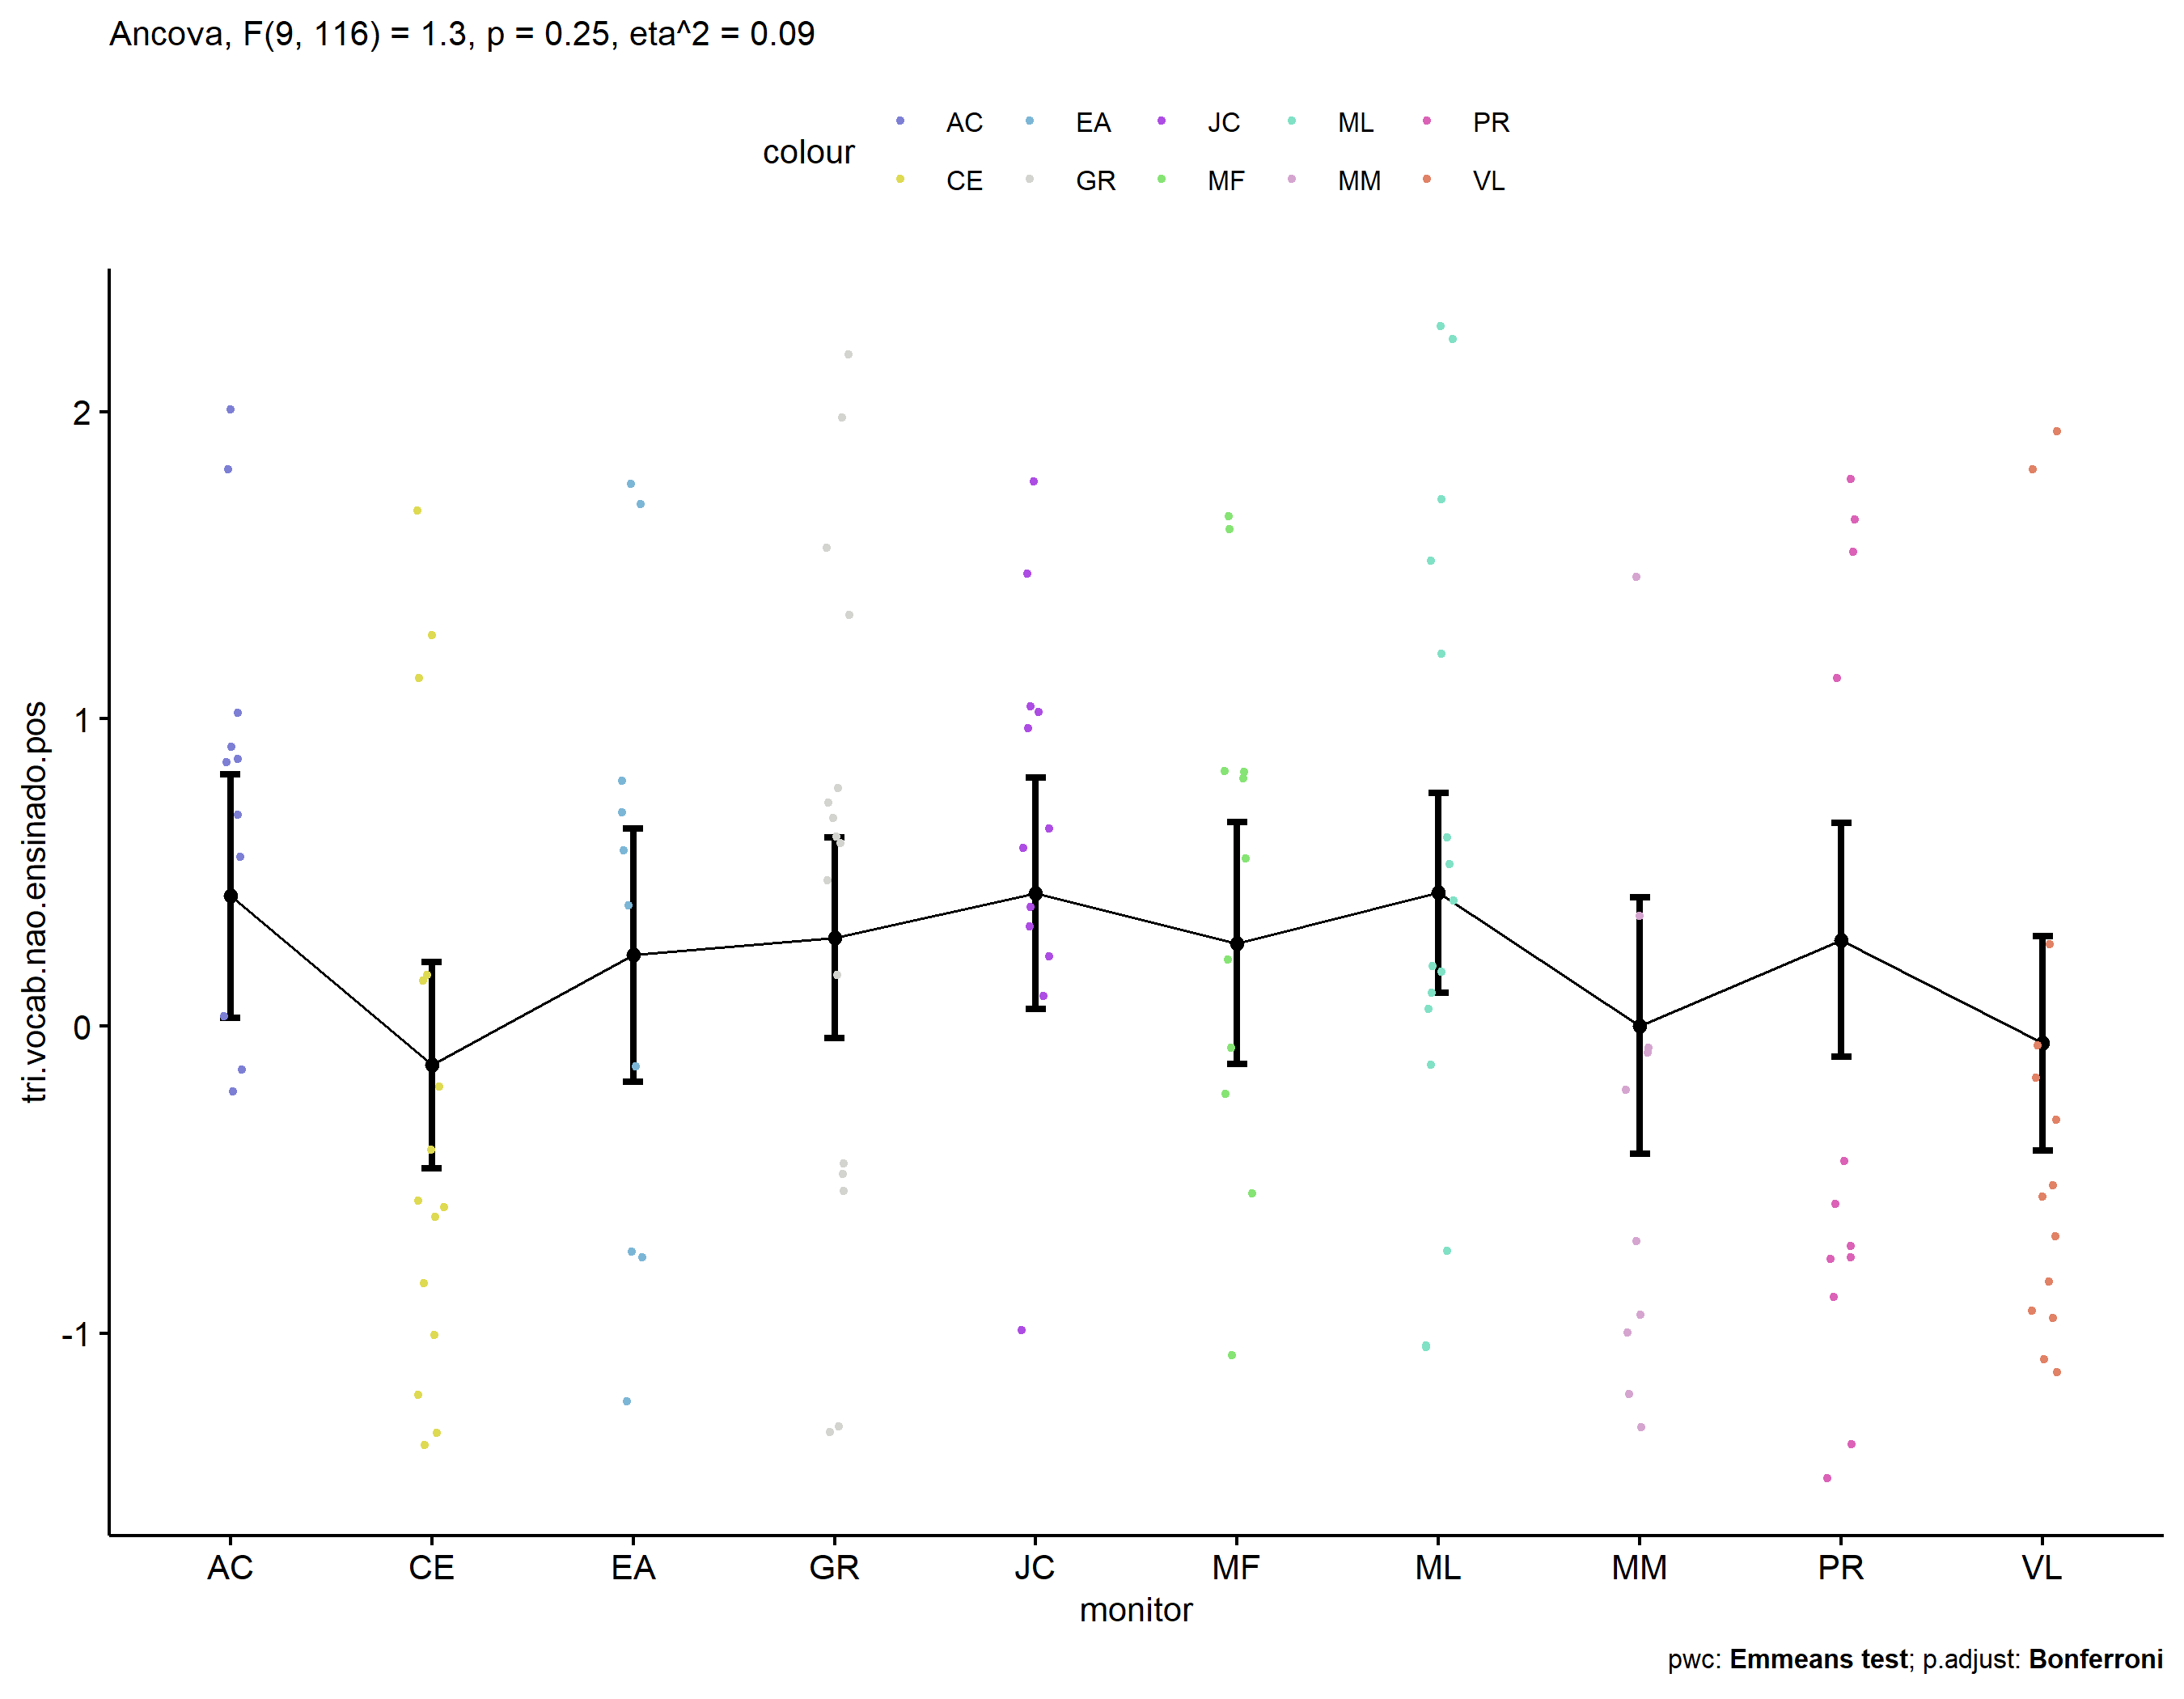 Ancova, F(9, 116) = 1.3, p = 0.25, eta^2 = 0.09
colour
AC EA JC ML PR
CE GR MF MM VL
tri.vocab.nao.ensinado.pos
2
1
0
-1
AC CE EA GR JC MF ML MM PR VL
monitor
pwc: Emmeans test; p.adjust: Bonferroni